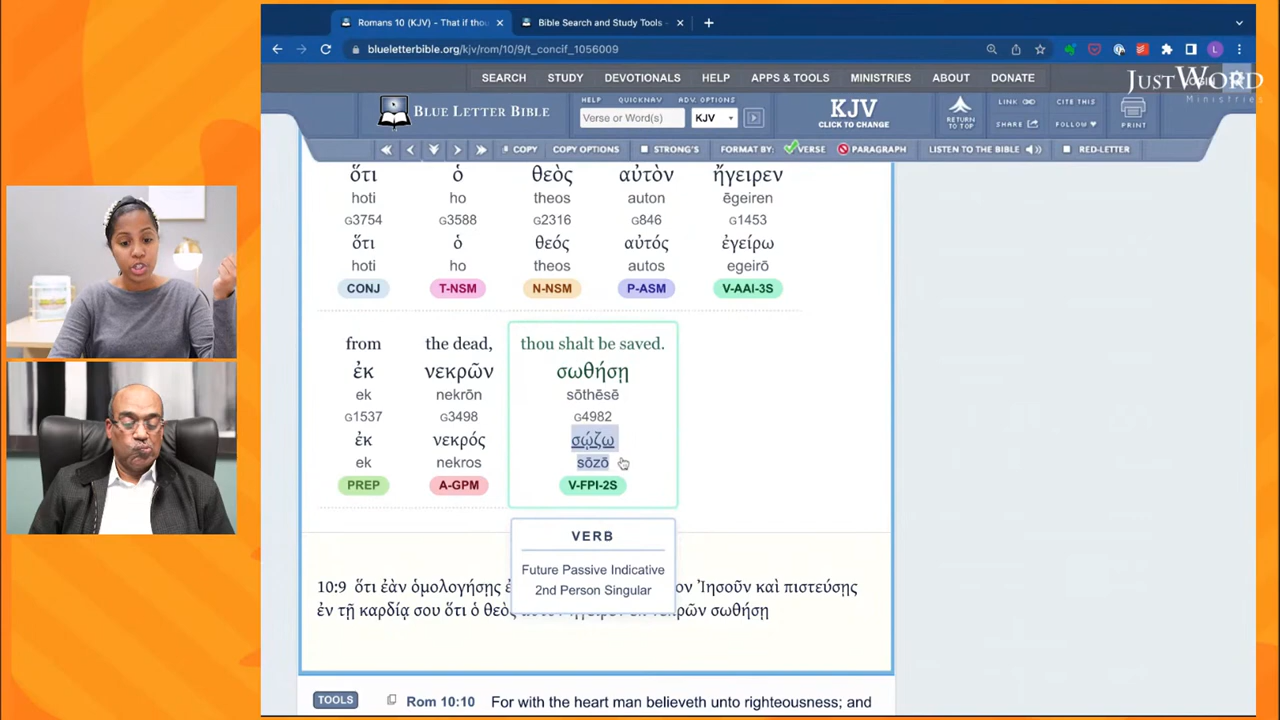 Romans 10 (KJV) - That if thou
Bible Search and Study Tools -
blueletterbible.org/kjv/rom/10/9/t_concif_1056009
L
SEARCH STUDY DEVOTIONALS HELP APPS & TOOLS MINISTRIES ABOUT DONATE
JUSTWORD
Ministries
BLUE LETTER BIBLE
HELP QUICKNAV ADV. OPTIONS
Verse or Word(s) KJV
KJV
CLICK TO CHANGE
RETURN TO TOP
LINK CITE THIS
SHARE FOLLOW PRINT
COPY COPY OPTIONS STRONG'S FORMAT BY: VERSE PARAGRAPH LISTEN TO THE BIBLE RED-LETTER
ὅτι ὁ θεὸς αὐτὸν ἤγειρεν
hoti ho theos auton ēgeiren
G3754 G3588 G2316 G846 G1453
ὅτι ὁ θεός αὐτός ἐγείρω
hoti ho theos autos egeirō
CONJ T-NSM N-NSM P-ASM V-AAI-3S
from the dead, thou shalt be saved.
ἐκ νεκρῶν σωθήσῃ
ek nekrōn sōthēsē
G1537 G3498 G4982
ἐκ νεκρός σῴζω
ek nekros sōzō
PREP A-GPM V-FPI-2S
VERB
Future Passive Indicative
2nd Person Singular
10:9 ὅτι ἐὰν ὁμολογήσῃς ἐ ον Ἰησοῦν καὶ πιστεύσῃς
ἐν τῇ καρδίᾳ σου ὅτι ὁ θεὸς σωθήσῃ
TOOLS Rom 10:10 For with the heart man believeth unto righteousness; and